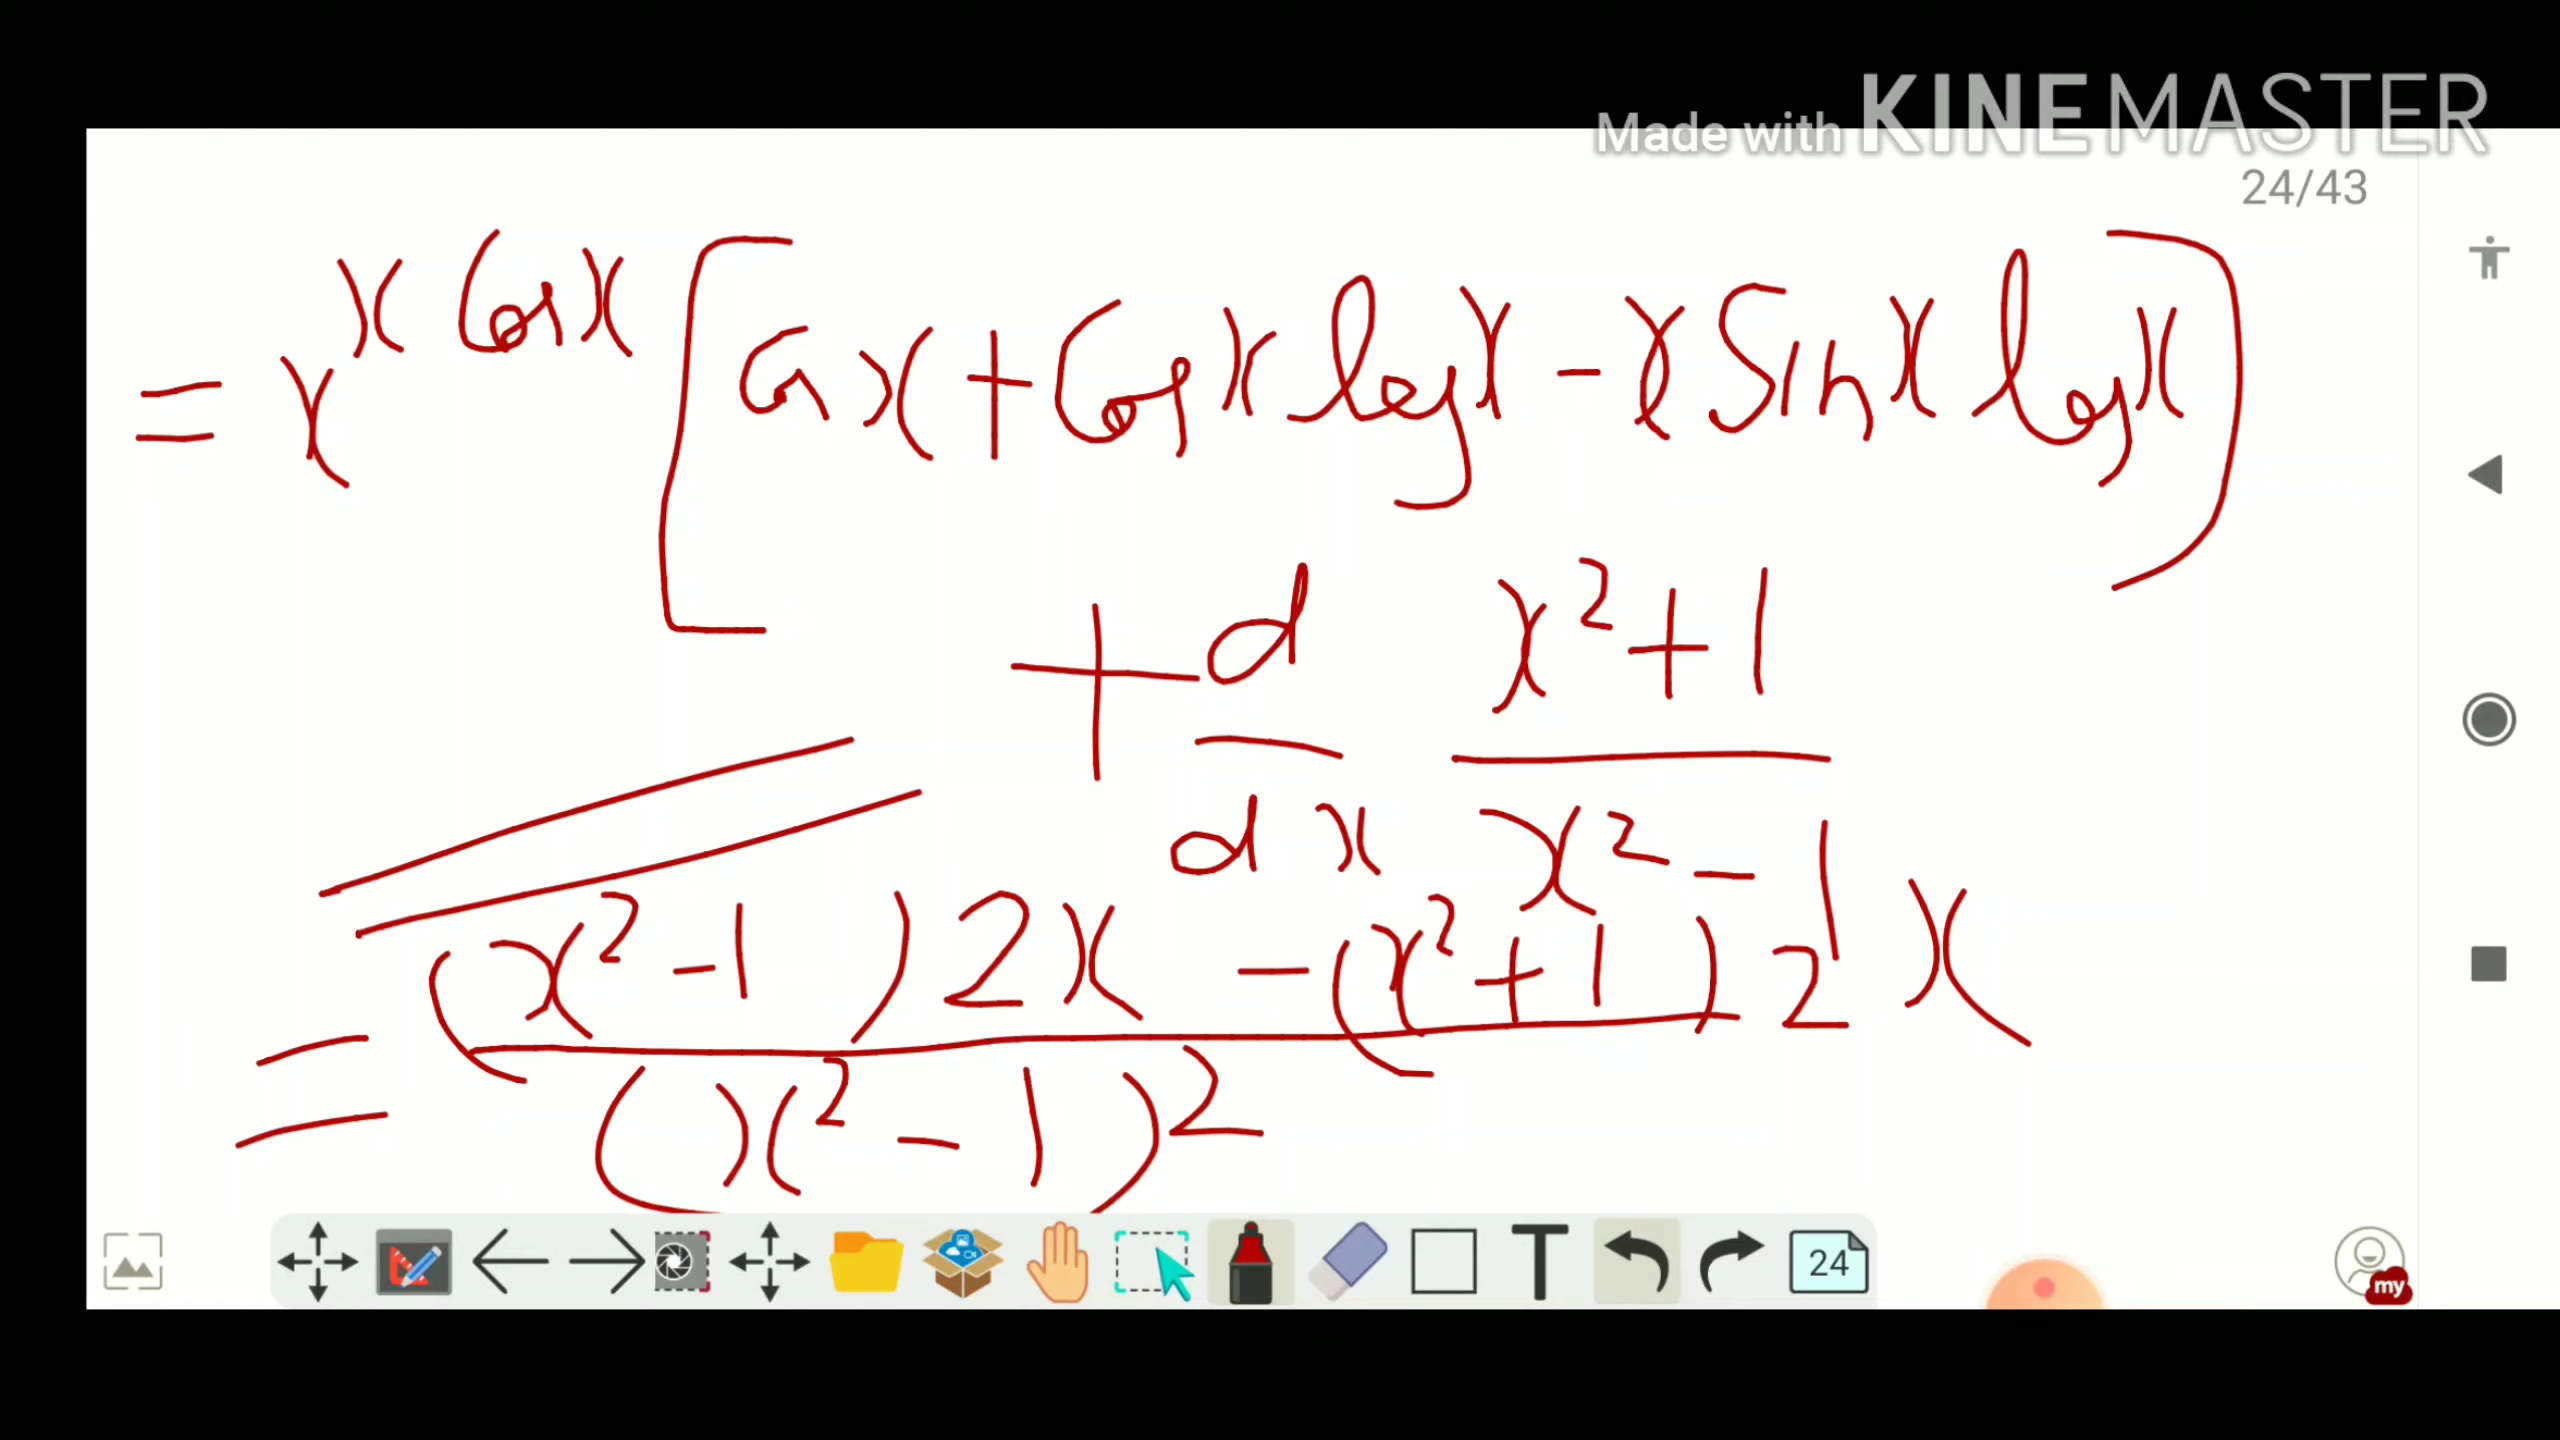 Made with KINEMASTER
24/43
= x^{x Cos x} [Cos x + Cos x log x - x Sin x log x]
+ d/dx (x² + 1)/(x² - 1)
= ((x² - 1) 2x - (x² + 1) 2x)/(x² - 1)²
T 24 my